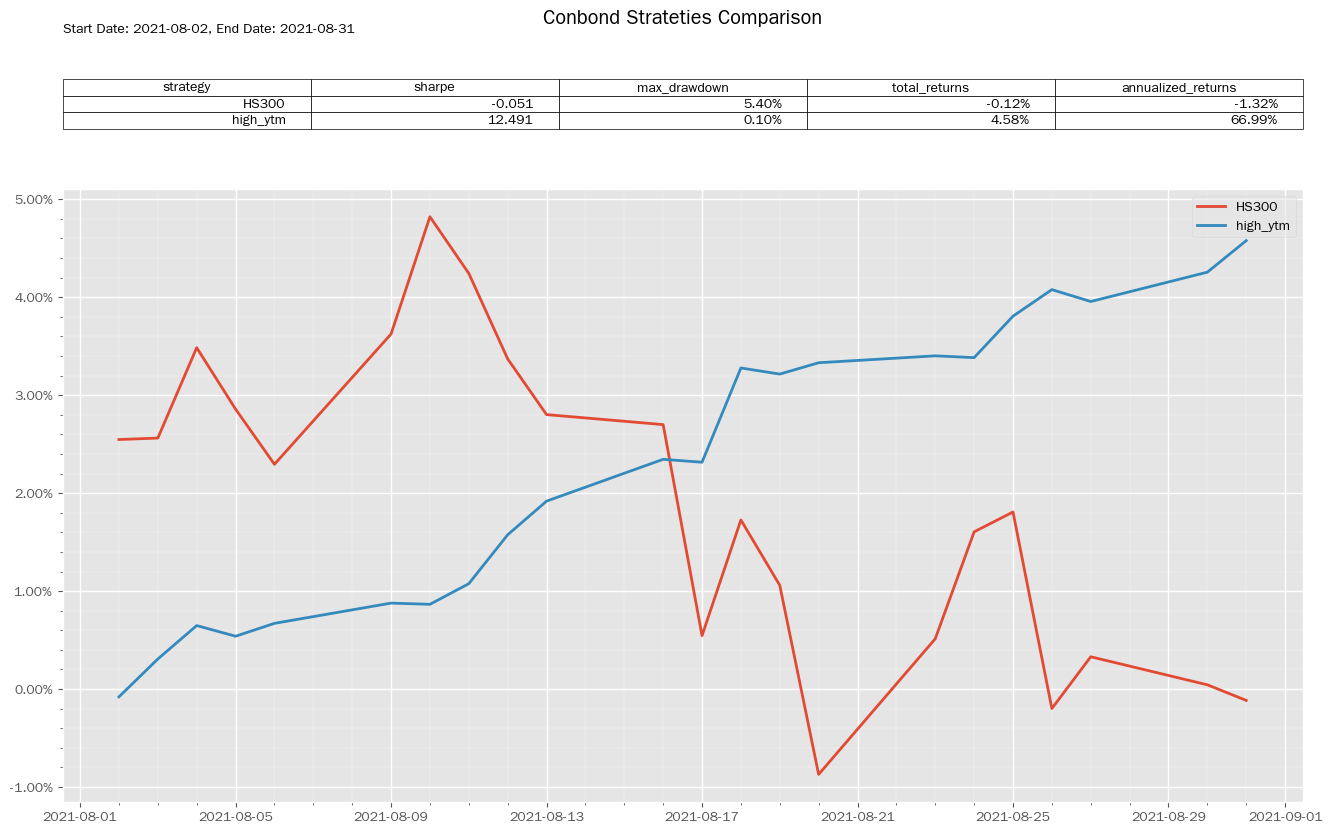 Conbond Strateties Comparison
Start Date: 2021-08-02, End Date: 2021-08-31
strategy sharpe max_drawdown total_returns annualized_returns
HS300 -0.051 5.40% -0.12% -1.32%
high_ytm 12.491 0.10% 4.58% 66.99%
5.00%
4.00%
3.00%
2.00%
1.00%
0.00%
-1.00%
HS300
high_ytm
2021-08-01 2021-08-05 2021-08-09 2021-08-13 2021-08-17 2021-08-21 2021-08-25 2021-08-29 2021-09-01